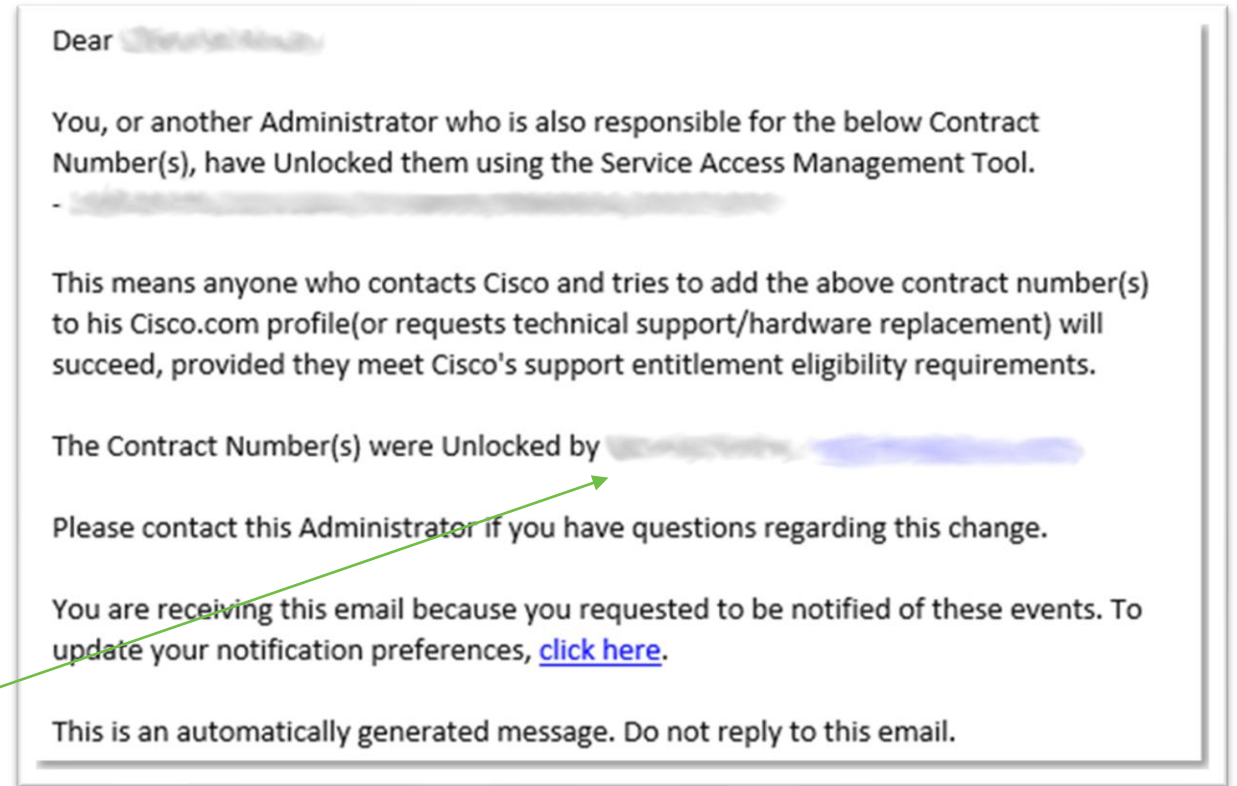 Dear
You, or another Administrator who is also responsible for the below Contract
Number(s), have Unlocked them using the Service Access Management Tool.
-
This means anyone who contacts Cisco and tries to add the above contract number(s)
to his Cisco.com profile(or requests technical support/hardware replacement) will
succeed, provided they meet Cisco's support entitlement eligibility requirements.
The Contract Number(s) were Unlocked by
Please contact this Administrator if you have questions regarding this change.
You are receiving this email because you requested to be notified of these events. To
update your notification preferences, click here.
This is an automatically generated message. Do not reply to this email.